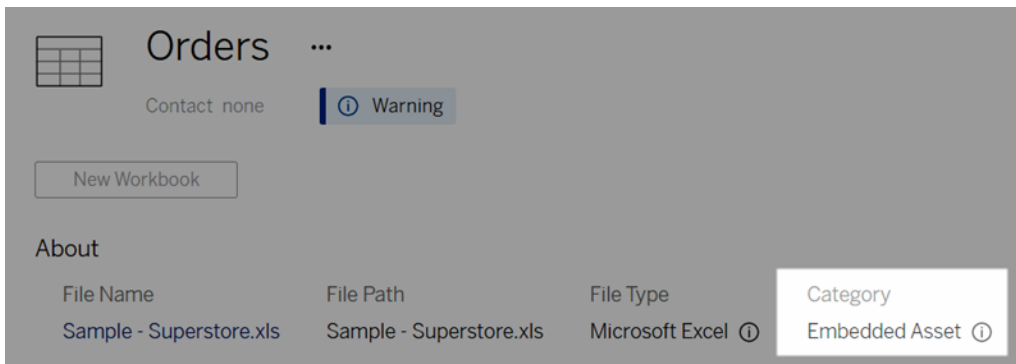 Orders ...
Contact none
Warning
New Workbook
About
File Name File Path File Type Category
Sample - Superstore.xls Sample - Superstore.xls Microsoft Excel Embedded Asset